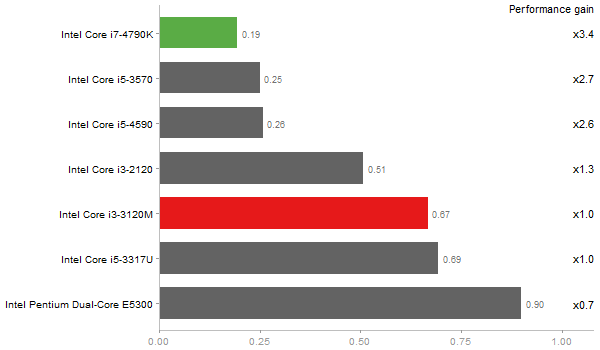 Performance gain
Intel Core i7-4790K 0.19 x3.4
Intel Core i5-3570 0.25 x2.7
Intel Core i5-4590 0.26 x2.6
Intel Core i3-2120 0.51 x1.3
Intel Core i3-3120M 0.67 x1.0
Intel Core i5-3317U 0.69 x1.0
Intel Pentium Dual-Core E5300 0.90 x0.7
0.00 0.25 0.50 0.75 1.00